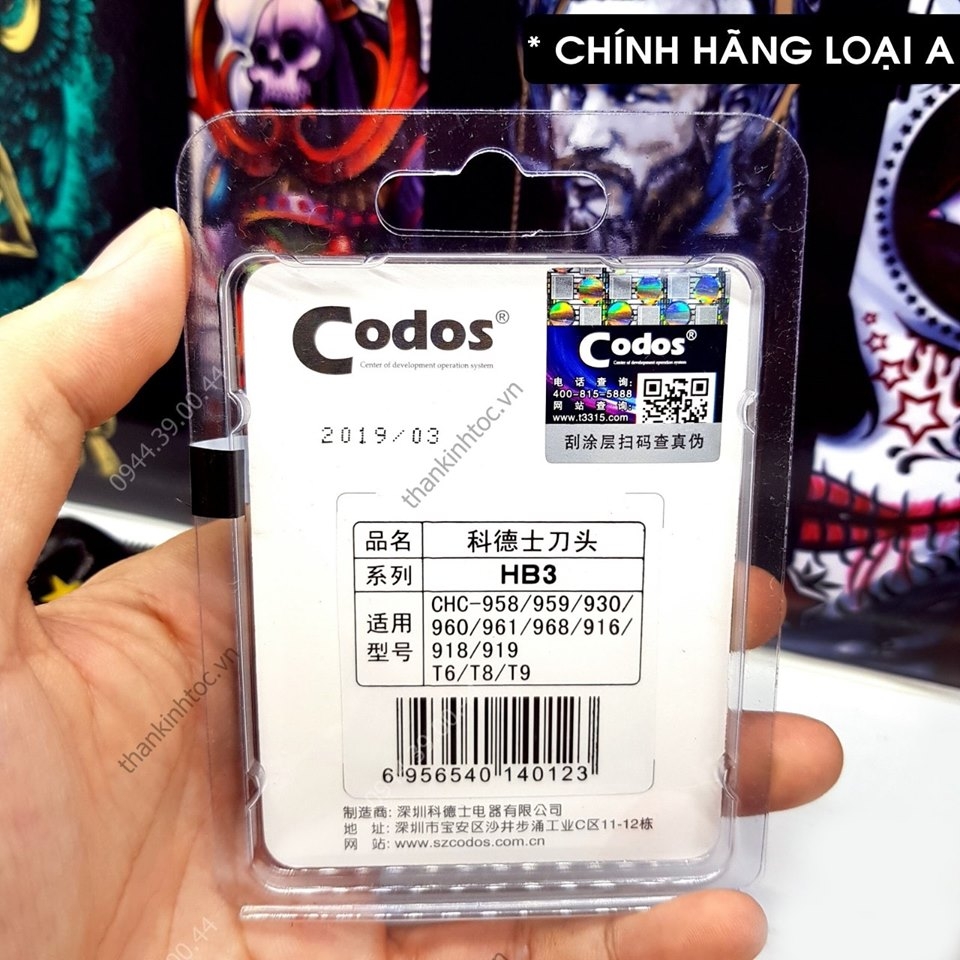 * CHÍNH HÃNG LOẠI A
Codos®
Center of development operation system
2019/03
Codos®
Center of development operation system
电话查询:
400-815-5888
网站查询:
www.t3315.com
刮涂层扫码查真伪
品名 科德士刀头
系列 HB3
适用型号 CHC-958/959/930/
960/961/968/916/
918/919
T6/T8/T9
6 956540 140123
制造商: 深圳科德士电器有限公司
地 址: 深圳市宝安区沙井步涌工业C区11-12栋
网 站: www.szcodos.com.cn
0944.39.00.44
thankinhtoc.vn
thankinhtoc.vn